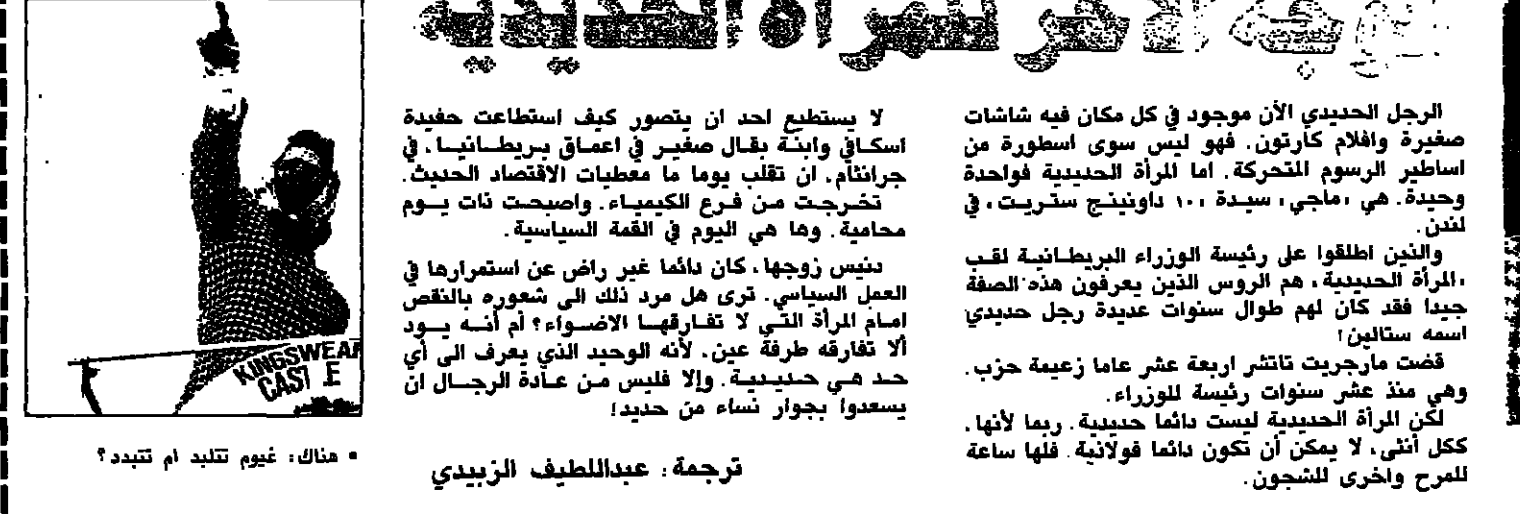 الوجه الآخر للمرأة الحديدية
الرجل الحديدي الآن موجود في كل مكان فيه شاشات
صغيرة وافلام كارتون. فهو ليس سوى اسطورة من
اساطير الرسوم المتحركة. اما المرأة الحديدية فواحدة
وحيدة. هي «ماجي» سيدة «١٠ داونينج ستريت» في
لندن.
والذين اطلقوا على رئيسة الوزراء البريطانية لقب
«المرأة الحديدية» هم الروس الذين يعرفون هذه الصفة
جيدا فقد كان لهم طوال سنوات عديدة رجل حديدي
اسمه ستالين!
قضت مارجريت تاتشر اربعة عشر عاما زعيمة حزب.
وهي منذ عشر سنوات رئيسة للوزراء.
لكن المرأة الحديدية ليست دائما حديدية. ربما لأنها،
ككل أنثى، لا يمكن أن تكون دائما فولاذية. فلها ساعة
للمرح واخرى للشجون.
لا يستطيع احد ان يتصور كيف استطاعت حفيدة
اسكافي وابنة بقال صغير في اعماق بريطانيا، في
جرانثام، ان تقلب يوما ما معطيات الاقتصاد الحديث.
تخرجت من فرع الكيمياء. واصبحت ذات يوم
محامية. وها هي اليوم في القمة السياسية.
دنيس زوجها، كان دائما غير راض عن استمرارها في
العمل السياسي. ترى هل مرد ذلك الى شعوره بالنقص
امام المرأة التي لا تفارقها الاضواء؟ أم أنه يود
ألا تفارقه طرفة عين، لأنه الوحيد الذي يعرف الى أي
حد هي حديدية. وإلا فليس من عادة الرجال ان
يسعدوا بجوار نساء من حديد!
ترجمة: عبداللطيف الزبيدي
KINGSWEAR
CASTLE
▪ هناك: غيوم تتلبد ام تتبدد؟